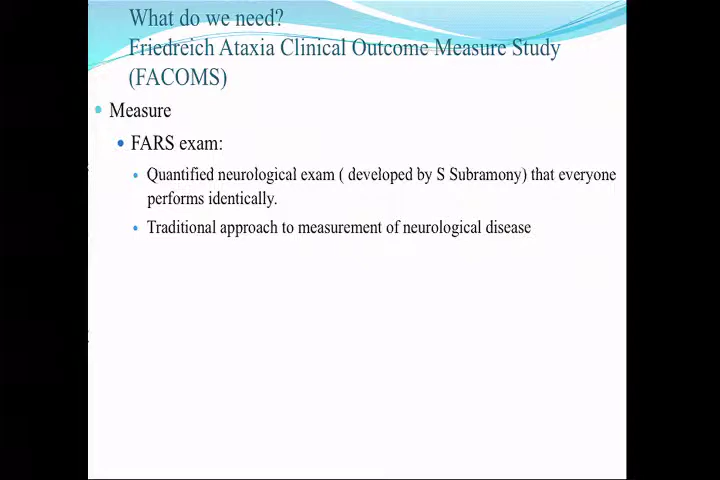 What do we need?
Friedreich Ataxia Clinical Outcome Measure Study
(FACOMS)
Measure
FARS exam:
Quantified neurological exam ( developed by S Subramony) that everyone
performs identically.
Traditional approach to measurement of neurological disease